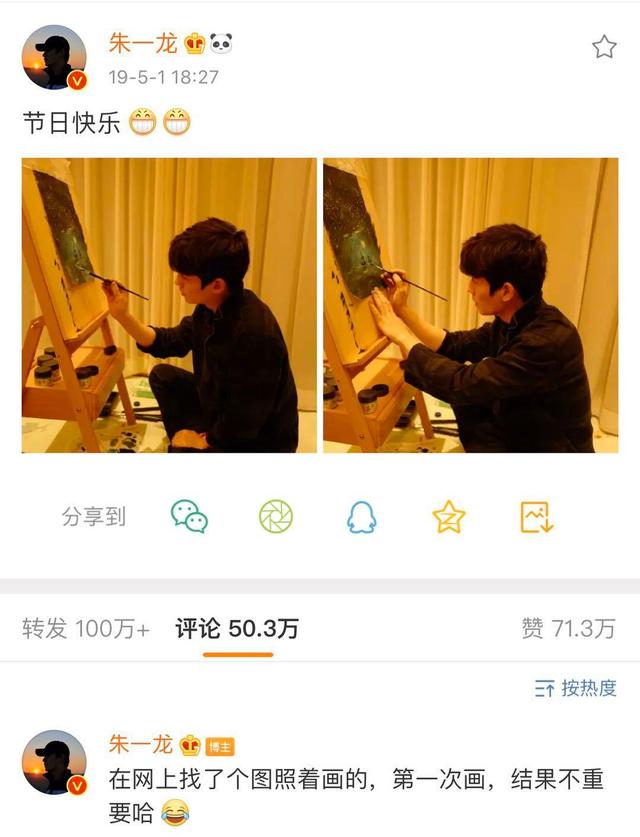 朱一龙
19-5-1 18:27
节日快乐😁😁
分享到
转发 100万+ 评论 50.3万 赞 71.3万
按热度
朱一龙 博主
在网上找了个图照着画的，第一次画，结果不重
要哈😂